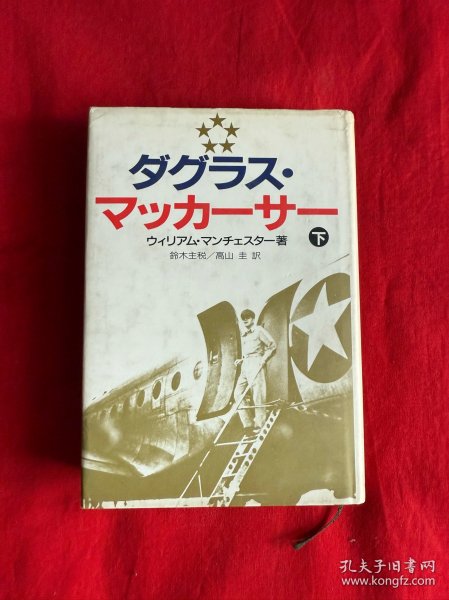 ダグラス・
マッカーサー
ウィリアム・マンチェスター著
下
鈴木主税／高山 圭 訳
孔夫子旧书网
www.kongfz.com